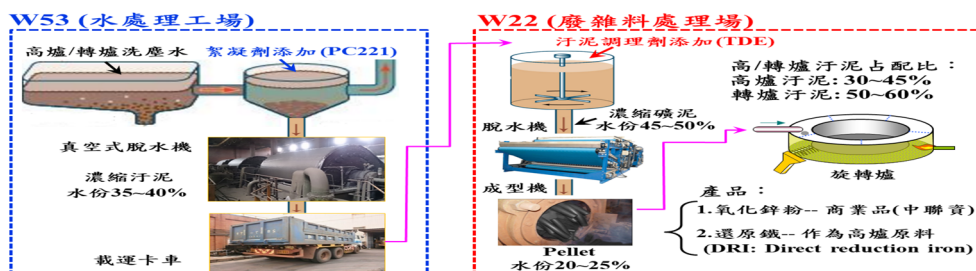 W53 (水處理工場)
高爐/轉爐洗塵水
絮凝劑添加(PC221)
真空式脫水機
濃縮汙泥
水份35~40%
載運卡車
W22 (廢雜料處理場)
汙泥調理劑添加(TDE)
濃縮礦泥
水份45~50%
脫水機
成型機
Pellet
水份20~25%
高/轉爐汙泥占配比：
高爐汙泥: 30~45%
轉爐汙泥: 50~60%
旋轉爐
產品：
1.氧化鋅粉-- 商業品(中聯資)
2.還原鐵-- 作為高爐原料
(DRI: Direct reduction iron)